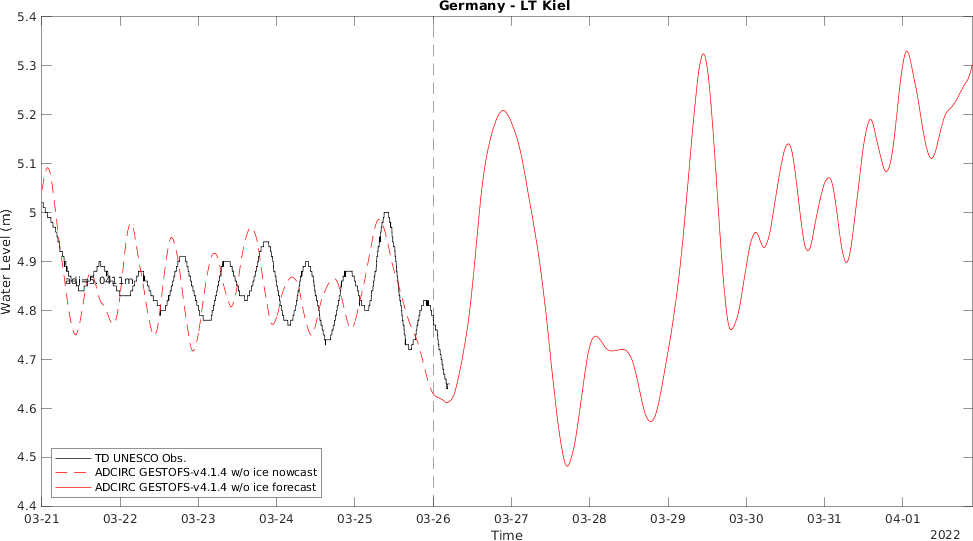 Germany - LT Kiel
5.4
5.3
5.2
5.1
5
4.9
4.8
4.7
4.6
4.5
4.4
Water Level (m)
adj=5.0411m
TD UNESCO Obs.
ADCIRC GESTOFS-v4.1.4 w/o ice nowcast
ADCIRC GESTOFS-v4.1.4 w/o ice forecast
03-21 03-22 03-23 03-24 03-25 03-26 03-27 03-28 03-29 03-30 03-31 04-01
Time
2022